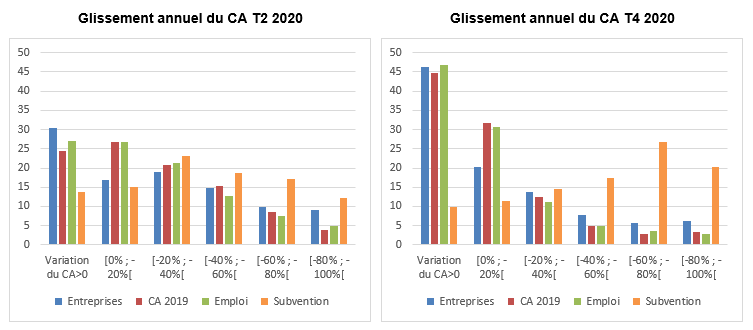 Glissement annuel du CA T2 2020
50
45
40
35
30
25
20
15
10
5
0
Variation du CA>0
[0% ; - 20%[
[-20% ; - 40%[
[-40% ; - 60%[
[-60% ; - 80%[
[-80% ; - 100%[
Entreprises CA 2019 Emploi Subvention
Glissement annuel du CA T4 2020
50
45
40
35
30
25
20
15
10
5
0
Variation du CA>0
[0% ; - 20%[
[-20% ; - 40%[
[-40% ; - 60%[
[-60% ; - 80%[
[-80% ; - 100%[
Entreprises CA 2019 Emploi Subvention